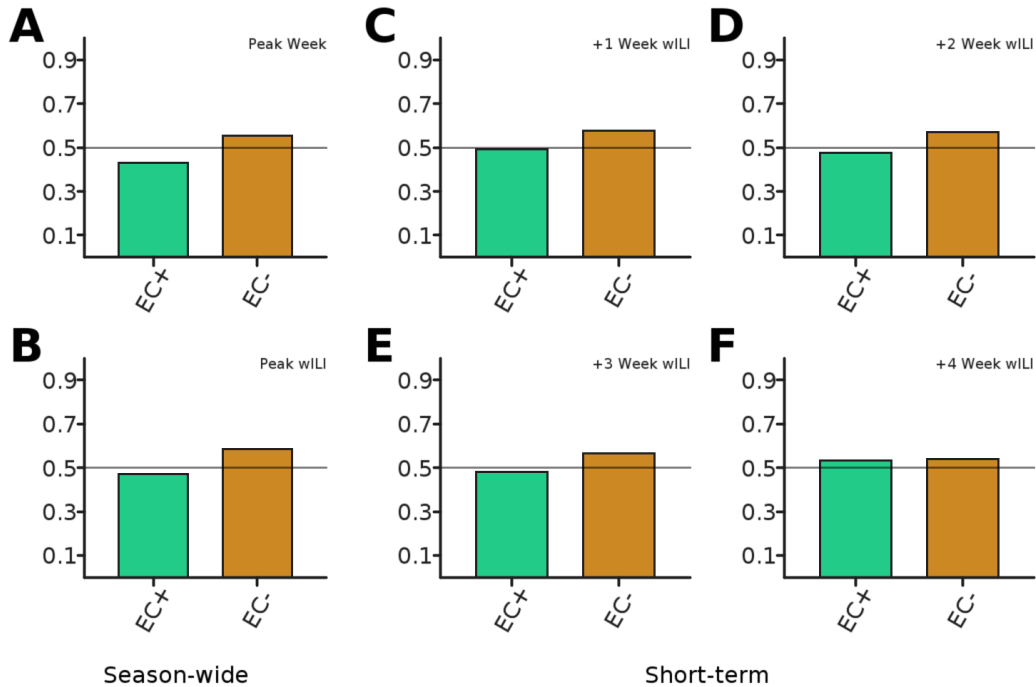 A
Peak Week
0.9
0.7
0.5
0.3
0.1
EC+
EC-
C
+1 Week wILI
0.9
0.7
0.5
0.3
0.1
EC+
EC-
D
+2 Week wILI
0.9
0.7
0.5
0.3
0.1
EC+
EC-
B
Peak wILI
0.9
0.7
0.5
0.3
0.1
EC+
EC-
E
+3 Week wILI
0.9
0.7
0.5
0.3
0.1
EC+
EC-
F
+4 Week wILI
0.9
0.7
0.5
0.3
0.1
EC+
EC-
Season-wide
Short-term